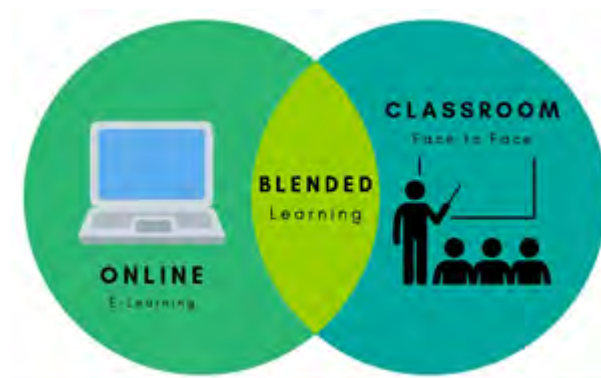 CLASSROOM
Face to Face
BLENDED
Learning
ONLINE
E-Learning